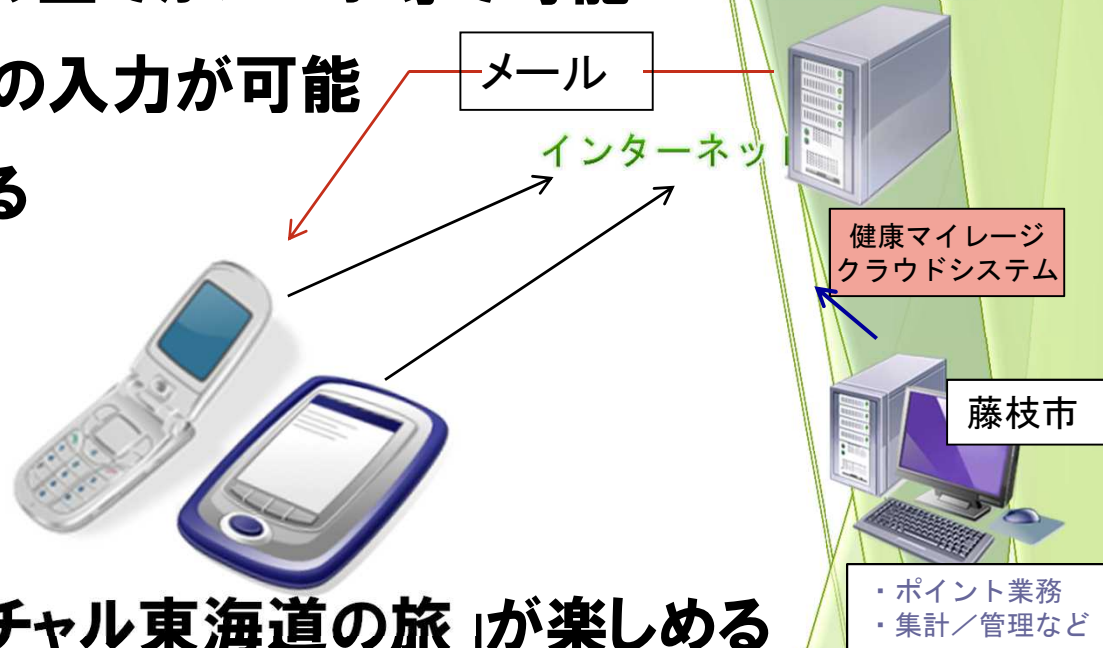 の入力が可能
メール
インターネッ
る
健康マイレージ
クラウドシステム
藤枝市
・ポイント業務
・集計／管理など
チャル東海道の旅」が楽しめる